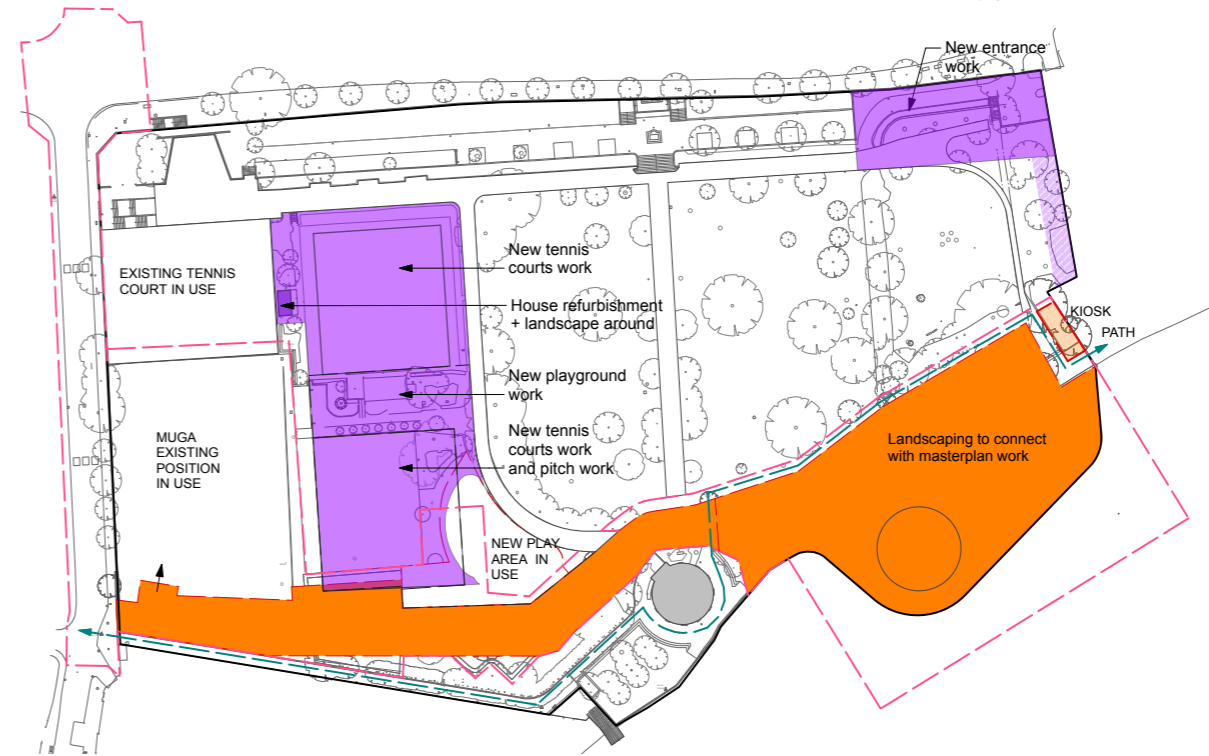 New entrance
work
EXISTING TENNIS
COURT IN USE
New tennis
courts work
House refurbishment
+ landscape around
KIOSK
PATH
New playground
work
MUGA
EXISTING
POSITION
IN USE
New tennis
courts work
and pitch work
Landscaping to connect
with masterplan work
NEW PLAY
AREA IN
USE